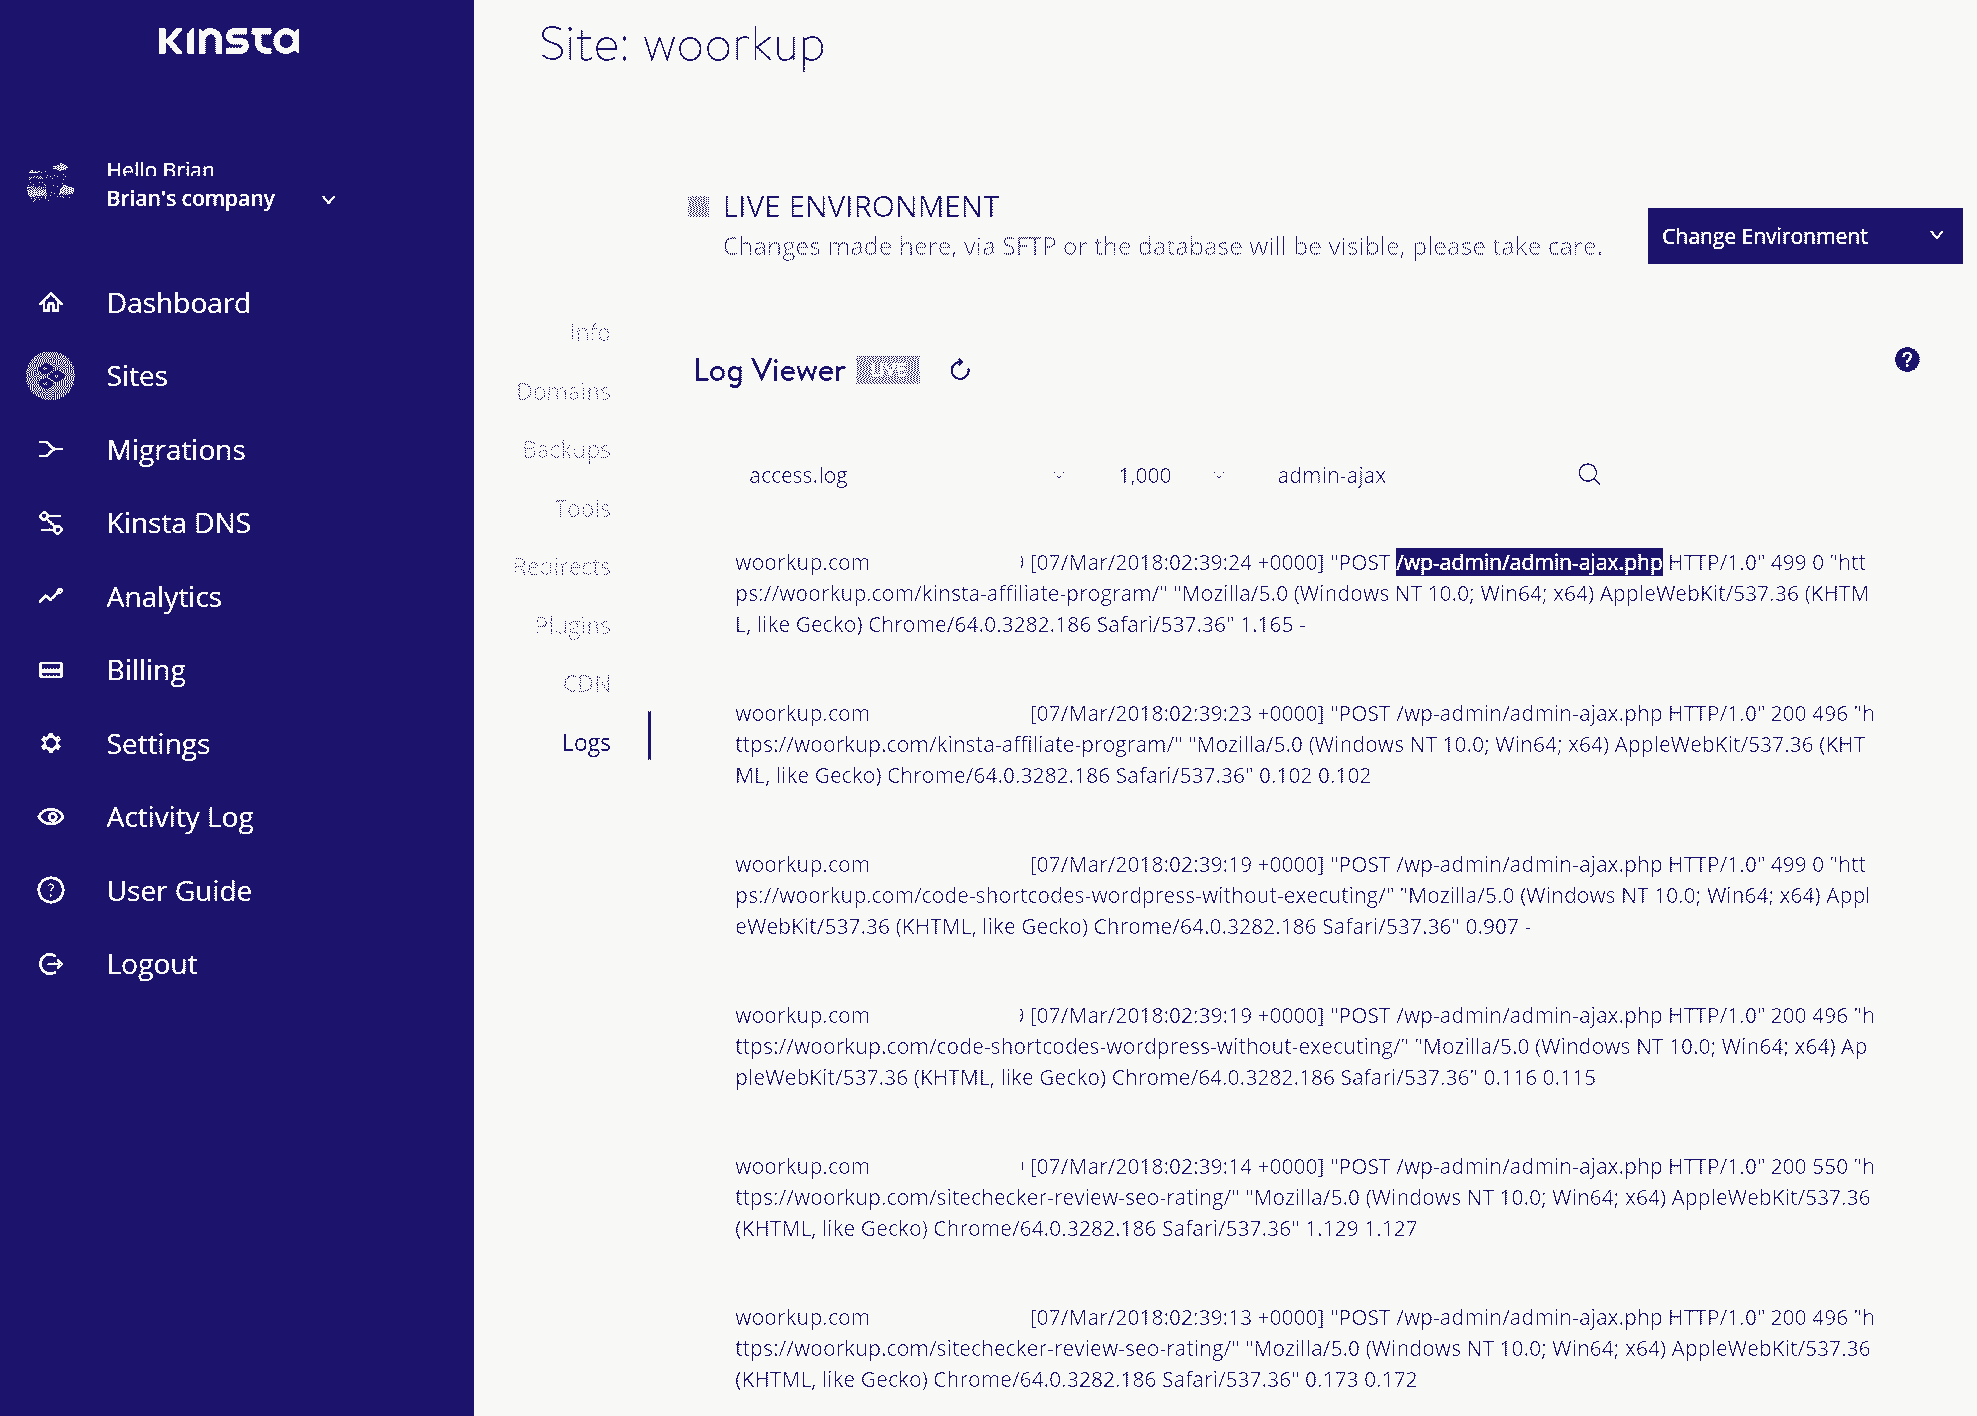 KINSTA
Site: woorkup
Hello Brian
Brian's company
LIVE ENVIRONMENT
Changes made here, via SFTP or the database will be visible, please take care.
Change Environment
Dashboard
Sites
Migrations
Kinsta DNS
Analytics
Billing
Settings
Activity Log
User Guide
Logout
Info
Domains
Backups
Tools
Redirects
Plugins
CDN
Logs
Log Viewer LIVE
access.log 1,000 admin-ajax
woorkup.com [07/Mar/2018:02:39:24 +0000] "POST /wp-admin/admin-ajax.php HTTP/1.0" 499 0 "htt
ps://woorkup.com/kinsta-affiliate-program/" "Mozilla/5.0 (Windows NT 10.0; Win64; x64) AppleWebKit/537.36 (KHTM
L, like Gecko) Chrome/64.0.3282.186 Safari/537.36" 1.165 -
woorkup.com [07/Mar/2018:02:39:23 +0000] "POST /wp-admin/admin-ajax.php HTTP/1.0" 200 496 "h
ttps://woorkup.com/kinsta-affiliate-program/" "Mozilla/5.0 (Windows NT 10.0; Win64; x64) AppleWebKit/537.36 (KHT
ML, like Gecko) Chrome/64.0.3282.186 Safari/537.36" 0.102 0.102
woorkup.com [07/Mar/2018:02:39:19 +0000] "POST /wp-admin/admin-ajax.php HTTP/1.0" 499 0 "htt
ps://woorkup.com/code-shortcodes-wordpress-without-executing/" "Mozilla/5.0 (Windows NT 10.0; Win64; x64) Appl
eWebKit/537.36 (KHTML, like Gecko) Chrome/64.0.3282.186 Safari/537.36" 0.907 -
woorkup.com [07/Mar/2018:02:39:19 +0000] "POST /wp-admin/admin-ajax.php HTTP/1.0" 200 496 "h
ttps://woorkup.com/code-shortcodes-wordpress-without-executing/" "Mozilla/5.0 (Windows NT 10.0; Win64; x64) Ap
pleWebKit/537.36 (KHTML, like Gecko) Chrome/64.0.3282.186 Safari/537.36" 0.116 0.115
woorkup.com [07/Mar/2018:02:39:14 +0000] "POST /wp-admin/admin-ajax.php HTTP/1.0" 200 550 "h
ttps://woorkup.com/sitechecker-review-seo-rating/" "Mozilla/5.0 (Windows NT 10.0; Win64; x64) AppleWebKit/537.36
(KHTML, like Gecko) Chrome/64.0.3282.186 Safari/537.36" 1.129 1.127
woorkup.com [07/Mar/2018:02:39:13 +0000] "POST /wp-admin/admin-ajax.php HTTP/1.0" 200 496 "h
ttps://woorkup.com/sitechecker-review-seo-rating/" "Mozilla/5.0 (Windows NT 10.0; Win64; x64) AppleWebKit/537.36
(KHTML, like Gecko) Chrome/64.0.3282.186 Safari/537.36" 0.173 0.172